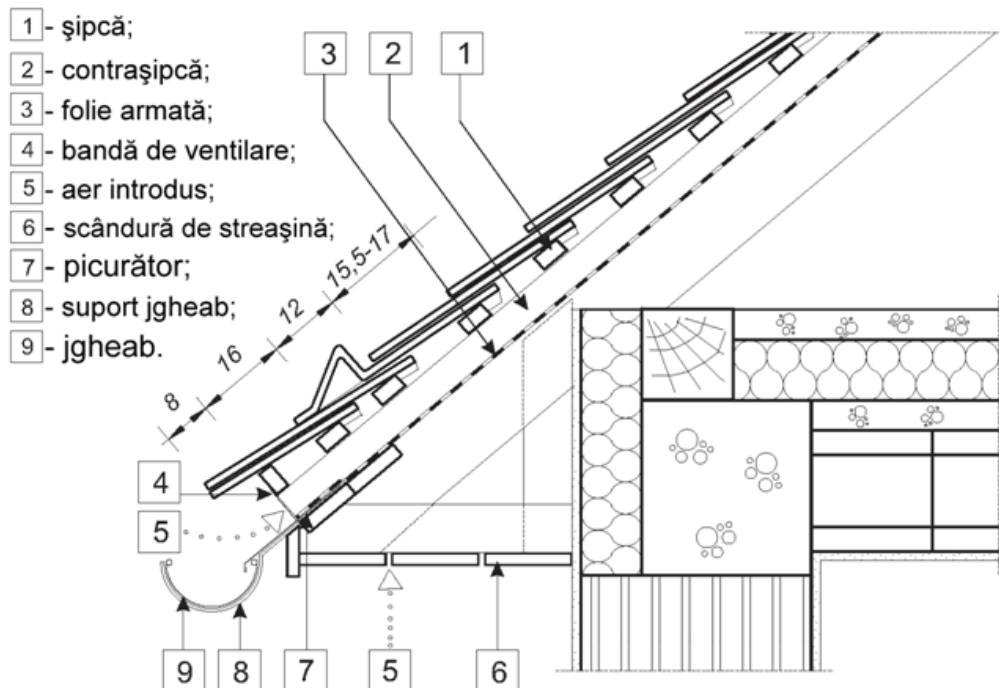 1 - şipcă;
2 - contraşipcă;
3 - folie armată;
4 - bandă de ventilare;
5 - aer introdus;
6 - scândură de streaşină;
7 - picurător;
8 - suport jgheab;
9 - jgheab.
3 2 1
15,5-17
12
16
8
4
5
9 8 7 5 6